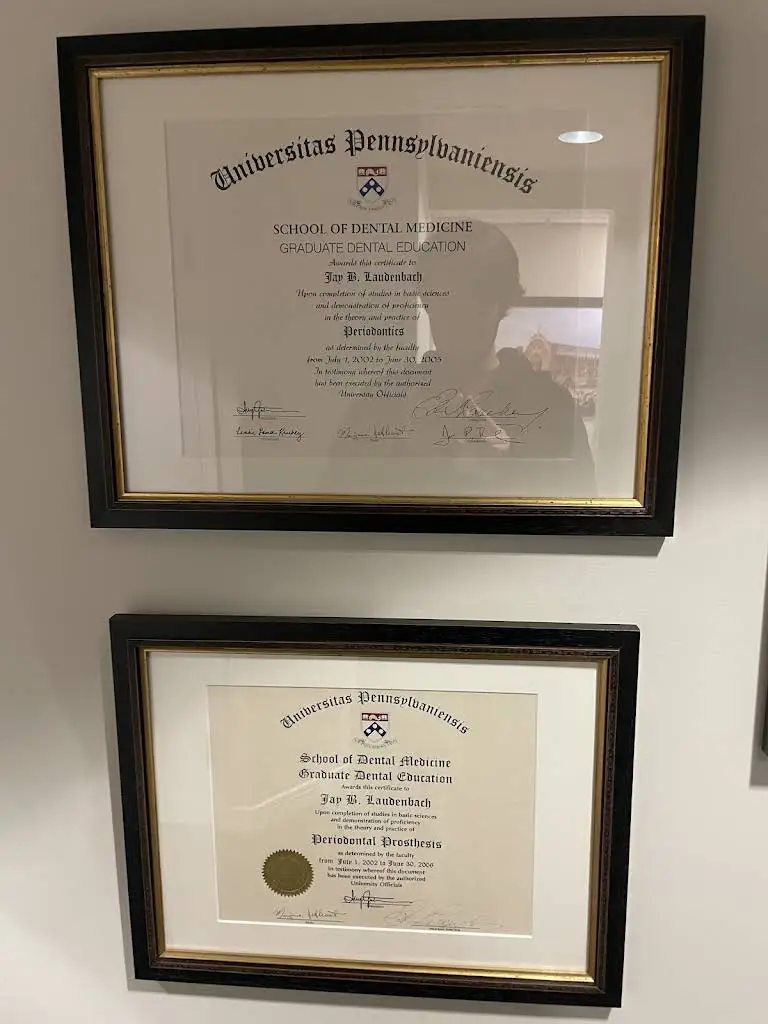 Universitas Pennsylvaniensis
SCHOOL OF DENTAL MEDICINE
GRADUATE DENTAL EDUCATION
Awards this certificate to
Jay B. Laudenbach
Upon completion of studies in basic sciences
and demonstration of proficiency
in the theory and practice of
Periodontics
as determined by the faculty
from July 1, 2002 to June 30, 2005
In testimony whereof this document
has been executed by the authorized
University Officials
Universitas Pennsylvaniensis
School of Dental Medicine
Graduate Dental Education
Awards this certificate to
Jay B. Laudenbach
Upon completion of studies in basic sciences
and demonstration of proficiency
in the theory and practice of
Periodontal Prosthesis
as determined by the faculty
from July 1, 2002 to June 30, 2006
In testimony whereof this document
has been executed by the authorized
University Officials